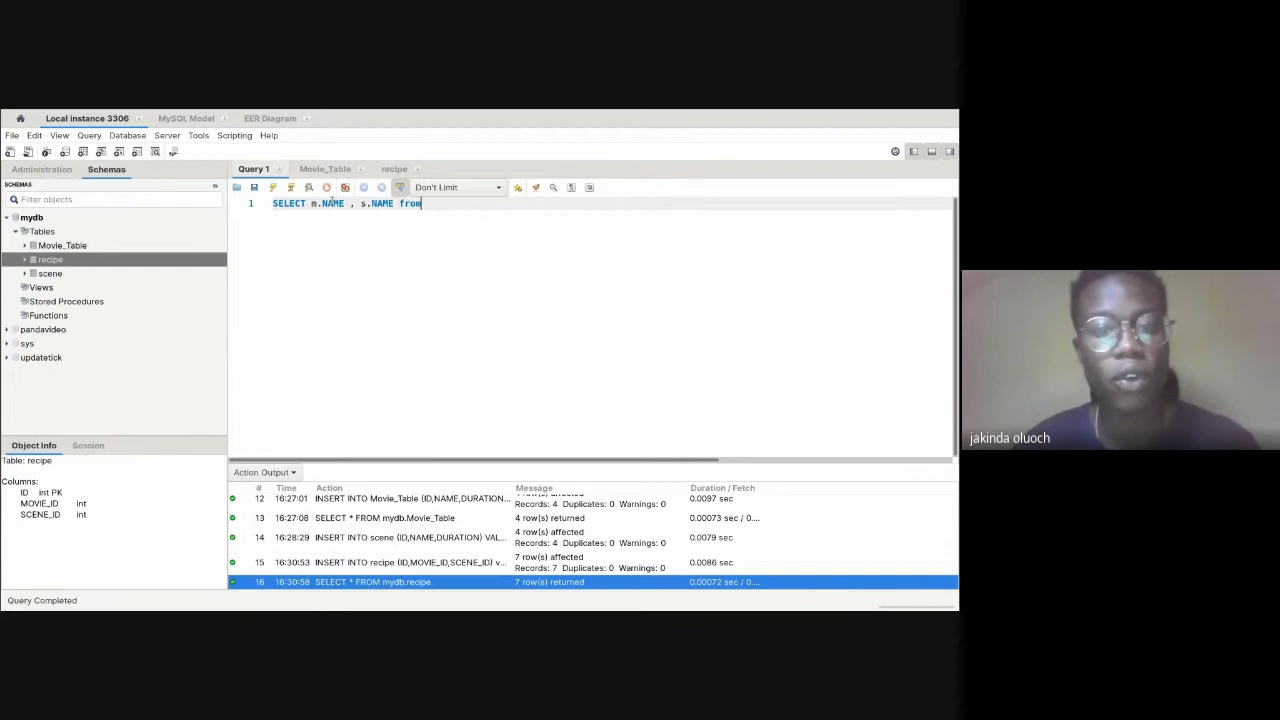 Local instance 3306 MySQL Model EER Diagram
File Edit View Query Database Server Tools Scripting Help
Administration Schemas Query 1 Movie_Table recipe
SCHEMAS
Don't Limit
Filter objects
1 SELECT m.NAME , s.NAME from
mydb
Tables
Movie_Table
recipe
scene
Views
Stored Procedures
Functions
pandavideo
sys
updatetick
jakinda oluoch
Object Info Session
Table: recipe
Columns:
ID int PK
MOVIE_ID int
SCENE_ID int
Action Output
# Time Action Message Duration / Fetch
12 16:27:01 INSERT INTO Movie_Table (ID,NAME,DURATION... 0.0097 sec
Records: 4 Duplicates: 0 Warnings: 0
13 16:27:08 SELECT * FROM mydb.Movie_Table 4 row(s) returned 0.00073 sec / 0....
14 16:28:29 INSERT INTO scene (ID,NAME,DURATION) VAL... 4 row(s) affected 0.0079 sec
Records: 4 Duplicates: 0 Warnings: 0
15 16:30:53 INSERT INTO recipe (ID,MOVIE_ID,SCENE_ID) v... 7 row(s) affected 0.0086 sec
Records: 7 Duplicates: 0 Warnings: 0
16 16:30:58 SELECT * FROM mydb.recipe 7 row(s) returned 0.00072 sec / 0....
Query Completed